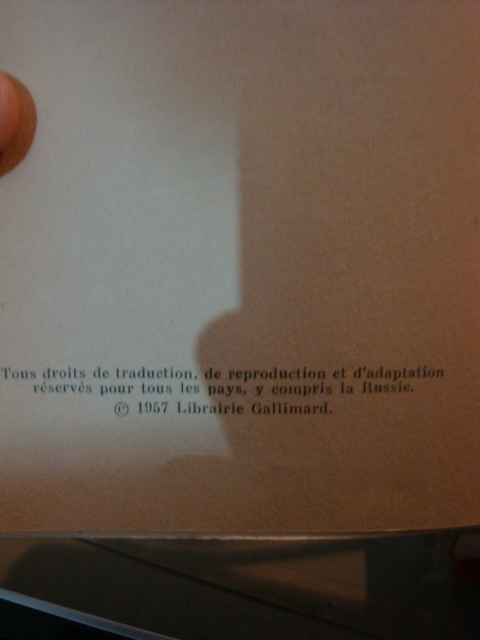 Tous droits de traduction, de reproduction et d'adaptation
réservés pour tous les pays, y compris la Russie.
© 1957 Librairie Gallimard.